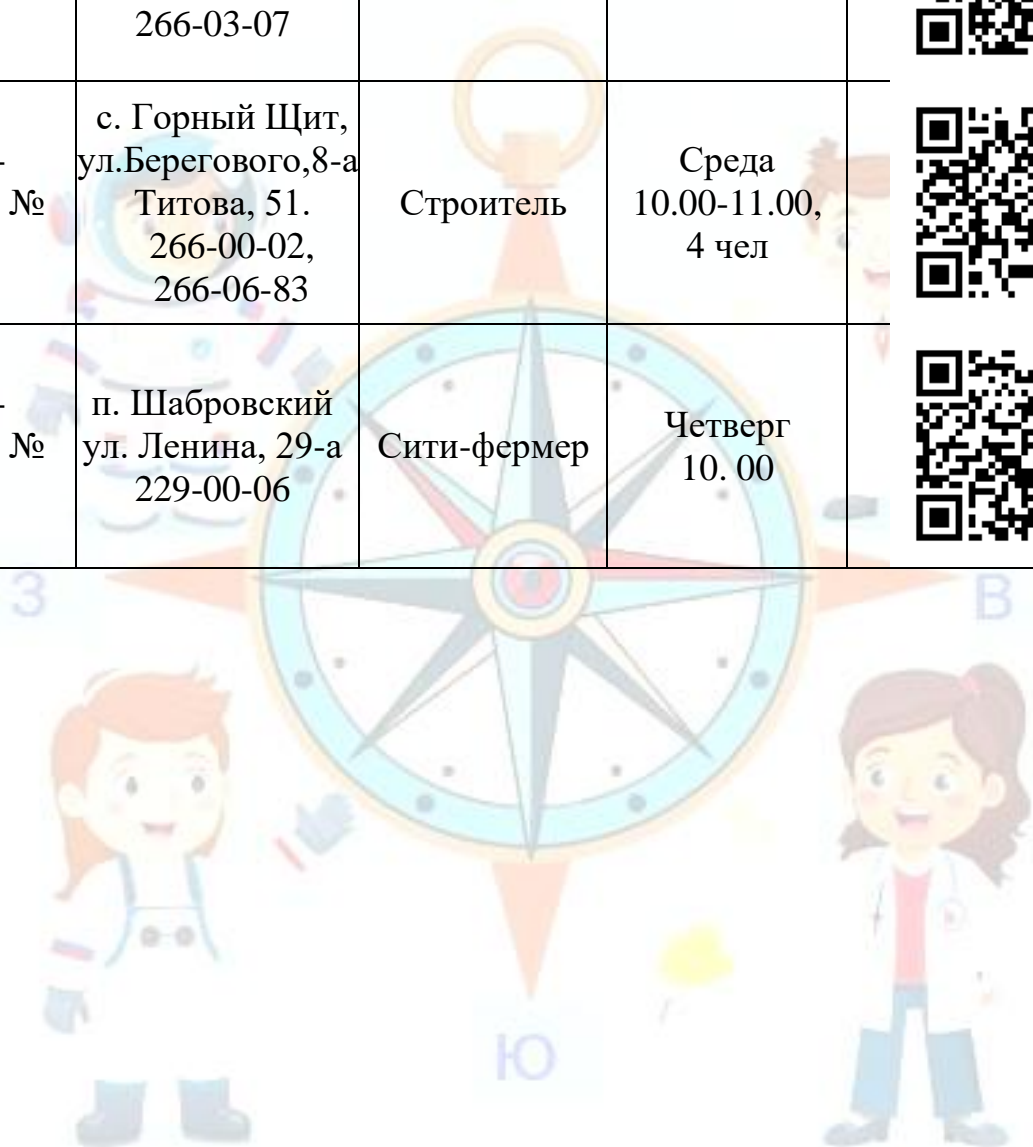 266-03-07
-
№
с. Горный Щит,
ул.Берегового,8-а
Титова, 51.
266-00-02,
266-06-83
Строитель
Среда
10.00-11.00,
4 чел
-
№
п. Шабровский
ул. Ленина, 29-а
229-00-06
Сити-фермер
Четверг
10. 00
З
В
Ю